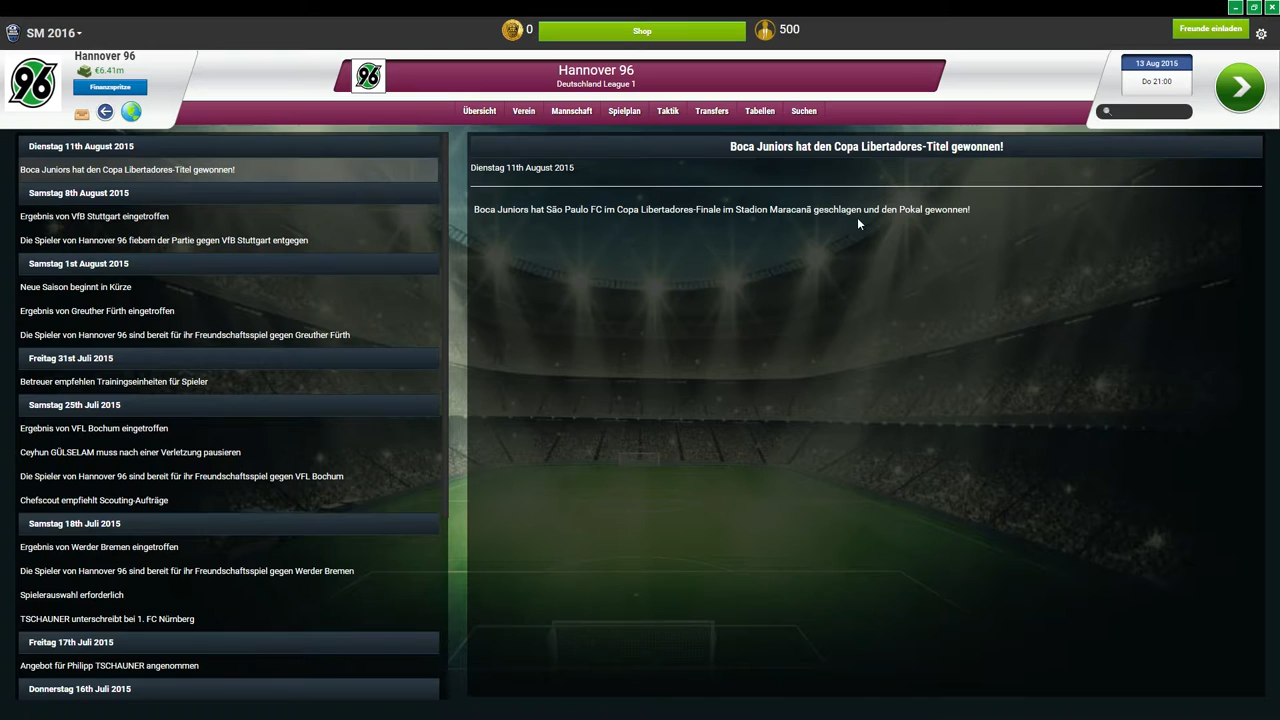 SM 2016
0
Shop
500
Freunde einladen
Hannover 96
€6.41m
Finanzspritze
96
96
Hannover 96
Deutschland League 1
13 Aug 2015
Do 21:00
Übersicht
Verein
Mannschaft
Spielplan
Taktik
Transfers
Tabellen
Suchen
Dienstag 11th August 2015
Boca Juniors hat den Copa Libertadores-Titel gewonnen!
Samstag 8th August 2015
Ergebnis von VfB Stuttgart eingetroffen
Die Spieler von Hannover 96 fiebern der Partie gegen VfB Stuttgart entgegen
Samstag 1st August 2015
Neue Saison beginnt in Kürze
Ergebnis von Greuther Fürth eingetroffen
Die Spieler von Hannover 96 sind bereit für ihr Freundschaftsspiel gegen Greuther Fürth
Freitag 31st Juli 2015
Betreuer empfehlen Trainingseinheiten für Spieler
Samstag 25th Juli 2015
Ergebnis von VFL Bochum eingetroffen
Ceyhun GÜLSELAM muss nach einer Verletzung pausieren
Die Spieler von Hannover 96 sind bereit für ihr Freundschaftsspiel gegen VFL Bochum
Chefscout empfiehlt Scouting-Aufträge
Samstag 18th Juli 2015
Ergebnis von Werder Bremen eingetroffen
Die Spieler von Hannover 96 sind bereit für ihr Freundschaftsspiel gegen Werder Bremen
Spielerauswahl erforderlich
TSCHAUNER unterschreibt bei 1. FC Nürnberg
Freitag 17th Juli 2015
Angebot für Philipp TSCHAUNER angenommen
Donnerstag 16th Juli 2015
Boca Juniors hat den Copa Libertadores-Titel gewonnen!
Dienstag 11th August 2015
Boca Juniors hat São Paulo FC im Copa Libertadores-Finale im Stadion Maracanã geschlagen und den Pokal gewonnen!